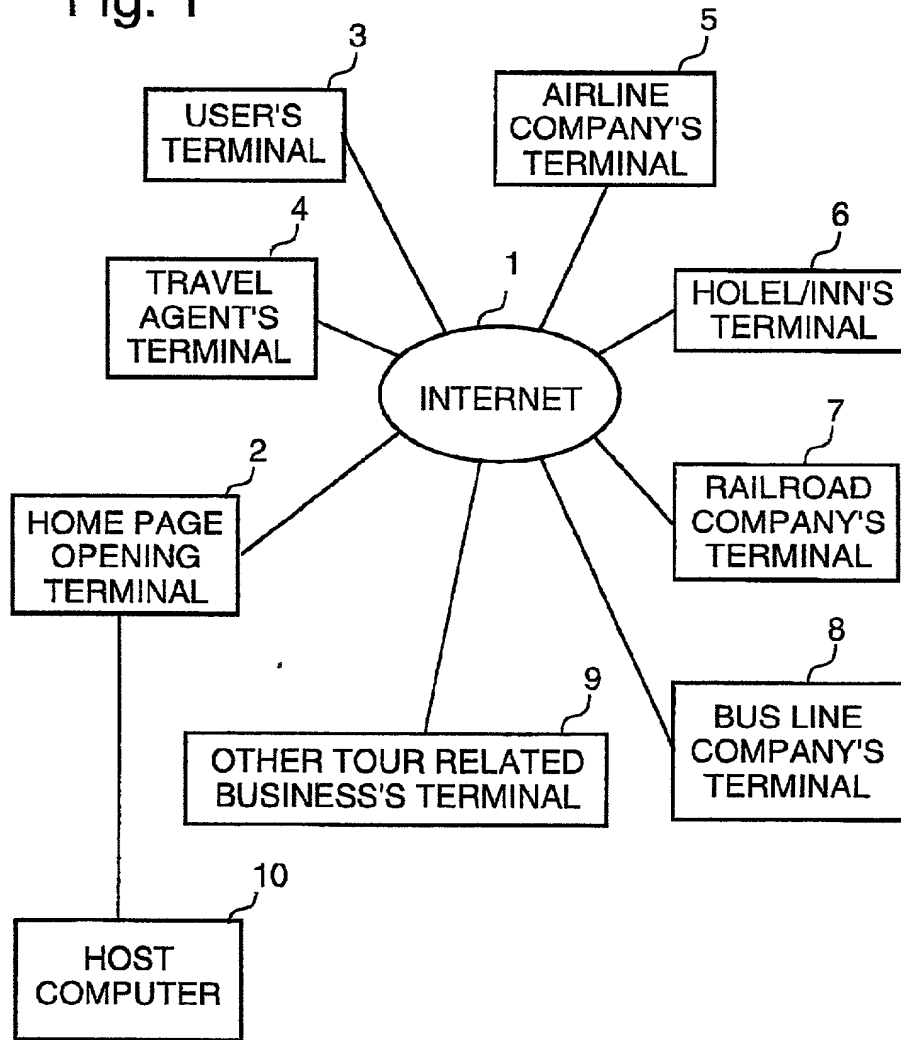 Fig. 1
3
USER'S
TERMINAL
5
AIRLINE
COMPANY'S
TERMINAL
4
TRAVEL
AGENT'S
TERMINAL
1
INTERNET
6
HOLEL/INN'S
TERMINAL
2
HOME PAGE
OPENING
TERMINAL
7
RAILROAD
COMPANY'S
TERMINAL
9
OTHER TOUR RELATED
BUSINESS'S TERMINAL
8
BUS LINE
COMPANY'S
TERMINAL
10
HOST
COMPUTER